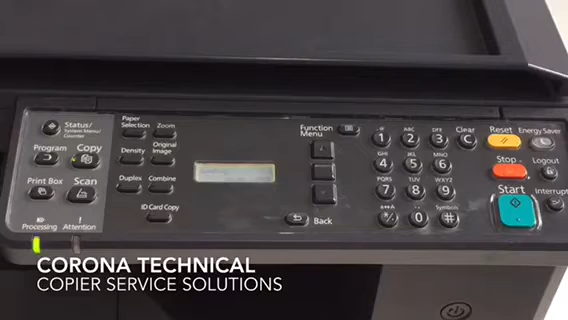 Status/
System Menu/
Counter
Program
Copy
Print Box
Scan
Processing
Attention
Paper
Selection
Zoom
Density
Original
Image
Duplex
Combine
ID Card Copy
Function
Menu
Back
1
ABC
2
DEF
3
Clear
GHI
4
JKL
5
MNO
6
PQRS
7
TUV
8
WXYZ
9
a↔A
*/.
0
Symbols
#
Reset
Energy Saver
Stop
Logout
Start
Interrupt
CORONA TECHNICAL
COPIER SERVICE SOLUTIONS